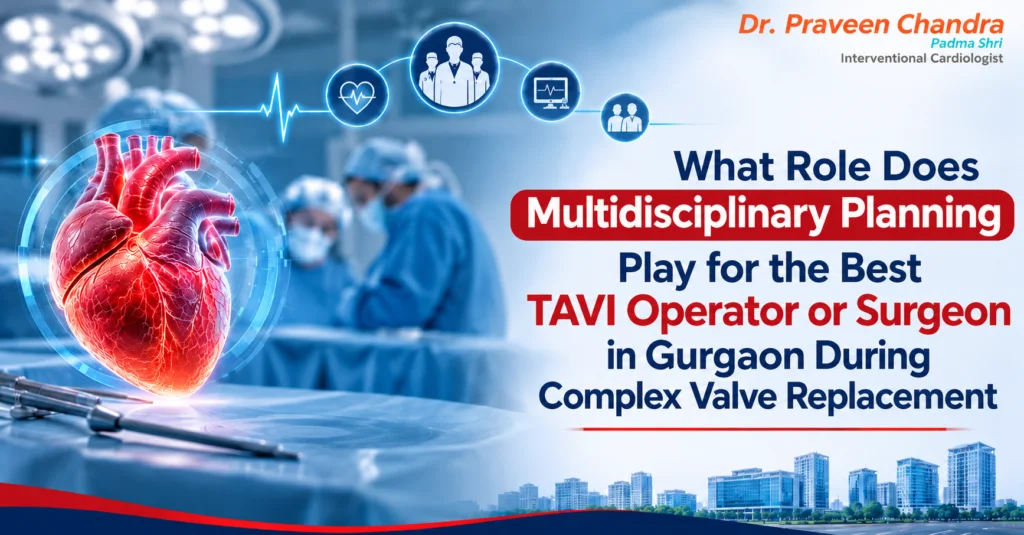 Dr. Praveen Chandra
Padma Shri
Interventional Cardiologist
What Role Does
Multidisciplinary Planning
Play for the Best
TAVI Operator or Surgeon
in Gurgaon During
Complex Valve Replacement